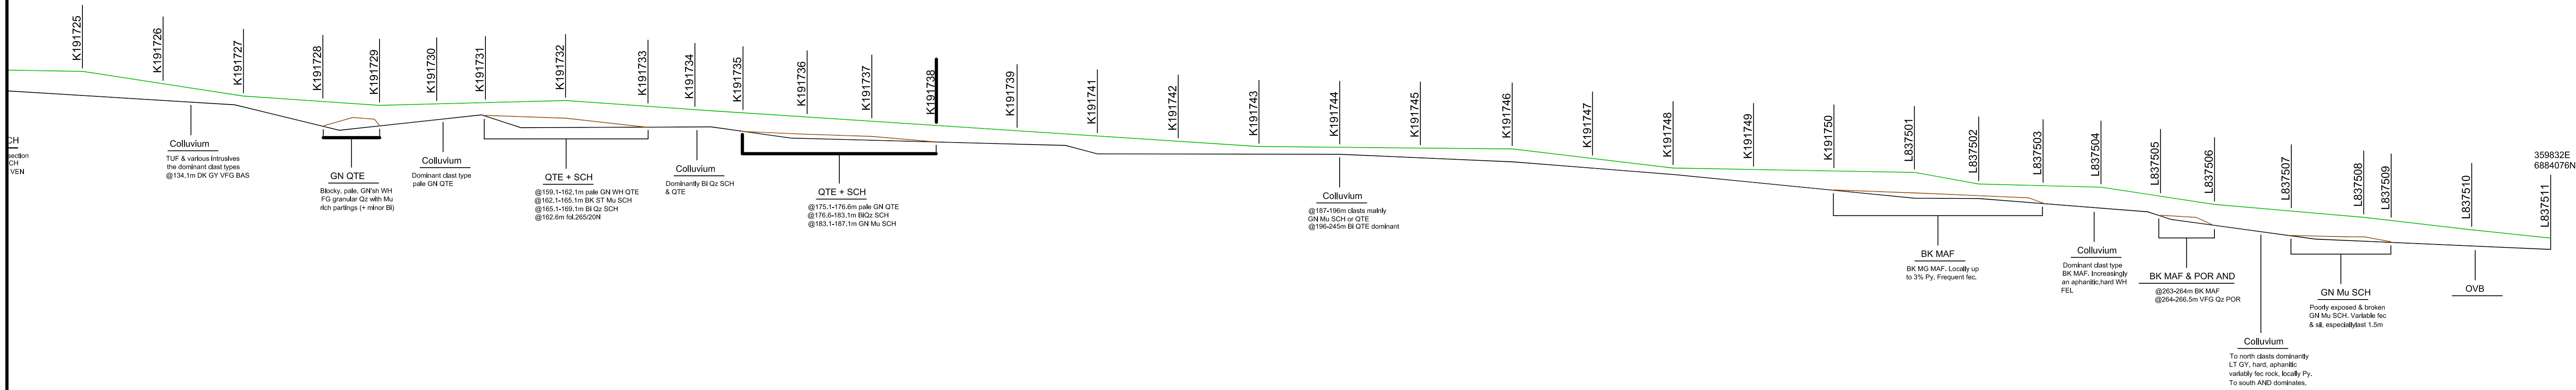 K191725
K191726
K191727
K191728
K191729
K191730
K191731
K191732
K191733
K191734
K191735
K191736
K191737
K191738
K191739
K191741
K191742
K191743
K191744
K191745
K191746
K191747
K191748
K191749
K191750
L837501
L837502
L837503
L837504
L837505
L837506
L837507
L837508
L837509
L837510
L837511
359832E
6884076N
CH
section
CH
VEN
Colluvium
TUF & various Intrusives
the dominant clast types
@134.1m DK GY VFG BAS
GN QTE
Blocky, pale, GN'sh WH
FG granular Qz with Mu
rich partings (+ minor Bi)
Colluvium
Dominant clast type
pale GN QTE
QTE + SCH
@159.1-162.1m pale GN WH QTE
@162.1-165.1m BK ST Mu SCH
@165.1-169.1m Bi Qz SCH
@162.6m fol.265/20N
Colluvium
Dominantly Bi Qz SCH
& QTE
QTE + SCH
@175.1-176.6m pale GN QTE
@176.6-183.1m BiQz SCH
@183.1-187.1m GN Mu SCH
Colluvium
@187-196m clasts mainly
GN Mu SCH or QTE
@196-245m Bi QTE dominant
BK MAF
BK MG MAF. Locally up
to 3% Py. Frequent fec.
Colluvium
Dominant clast type
BK MAF. Increasingly
an aphanitic,hard WH
FEL
BK MAF & POR AND
@263-264m BK MAF
@264-266.5m VFG Qz POR
Colluvium
To north clasts dominantly
LT GY, hard, aphanitic
variably fec rock, locally Py.
To south AND dominates.
GN Mu SCH
Poorly exposed & broken
GN Mu SCH. Variable fec
& sil, especiallylast 1.5m
OVB